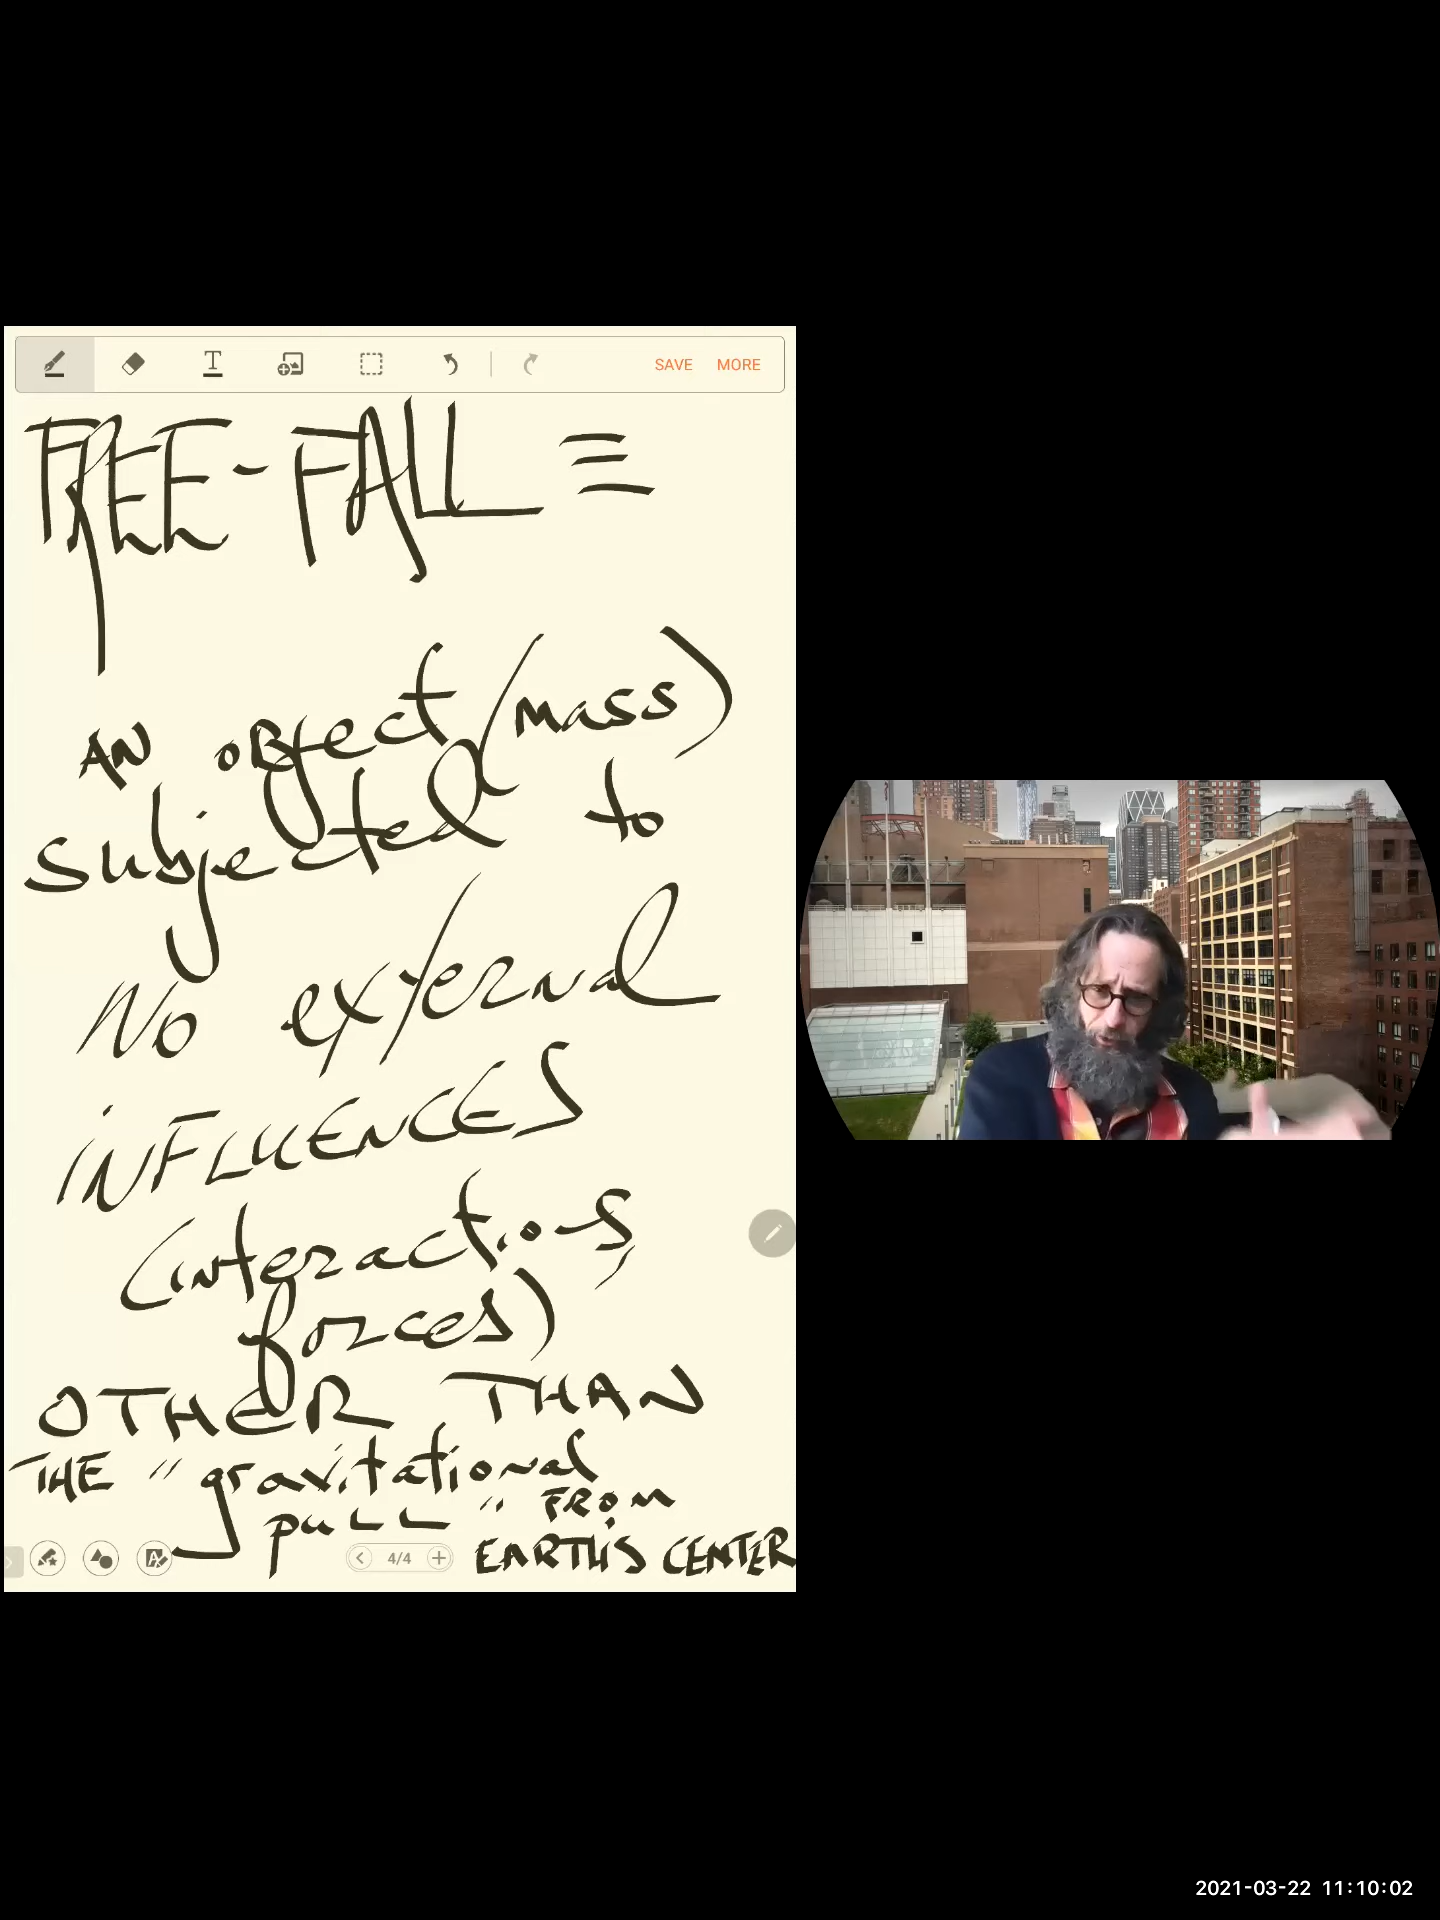 T
SAVE MORE
FREE-FALL ≡
AN OBJECT (mass)
subjected to
No external
INFLUENCES
(interactions,
forces)
OTHER THAN
THE "gravitational
PULL" FROM
EARTH'S CENTER
A
4/4
2021-03-22 11:10:02